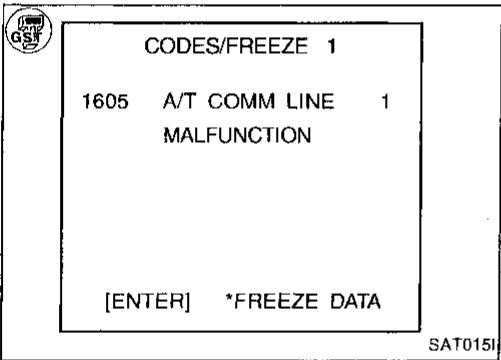 GST
CODES/FREEZE 1
1605 A/T COMM LINE 1
MALFUNCTION
[ENTER] *FREEZE DATA
SAT015I